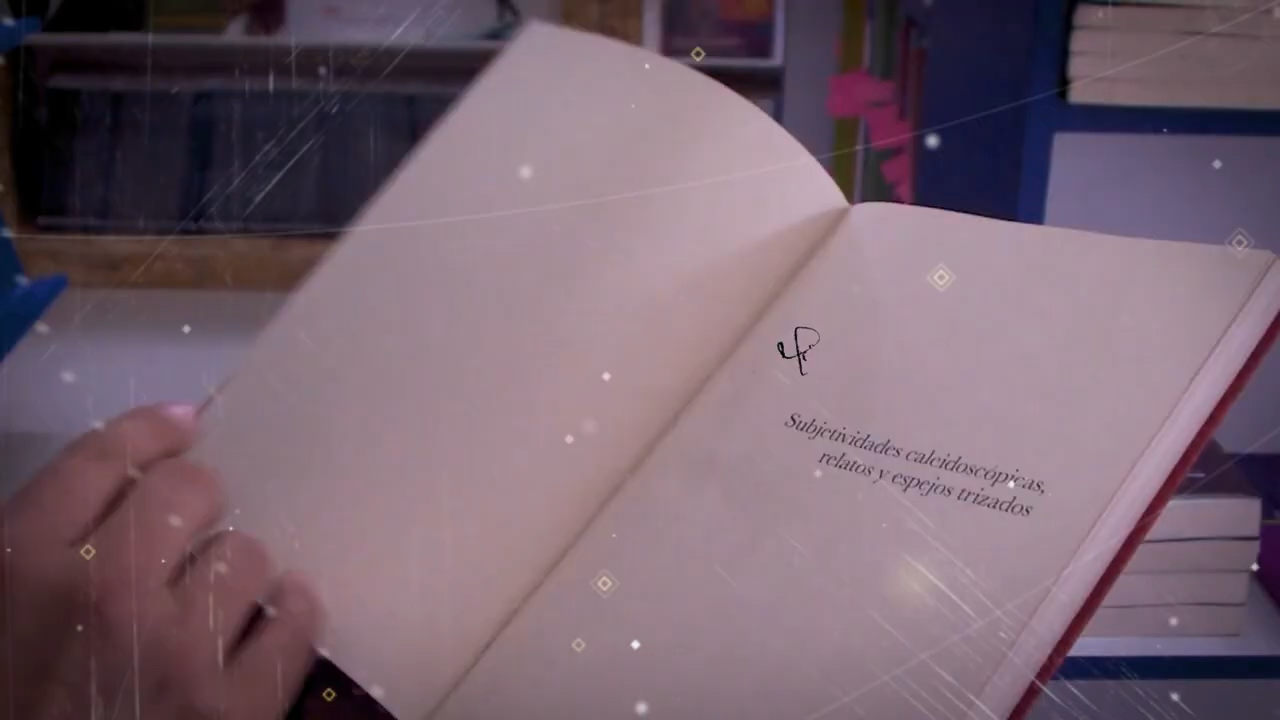 Subjetividades caleidoscópicas,
relatos y espejos trizados